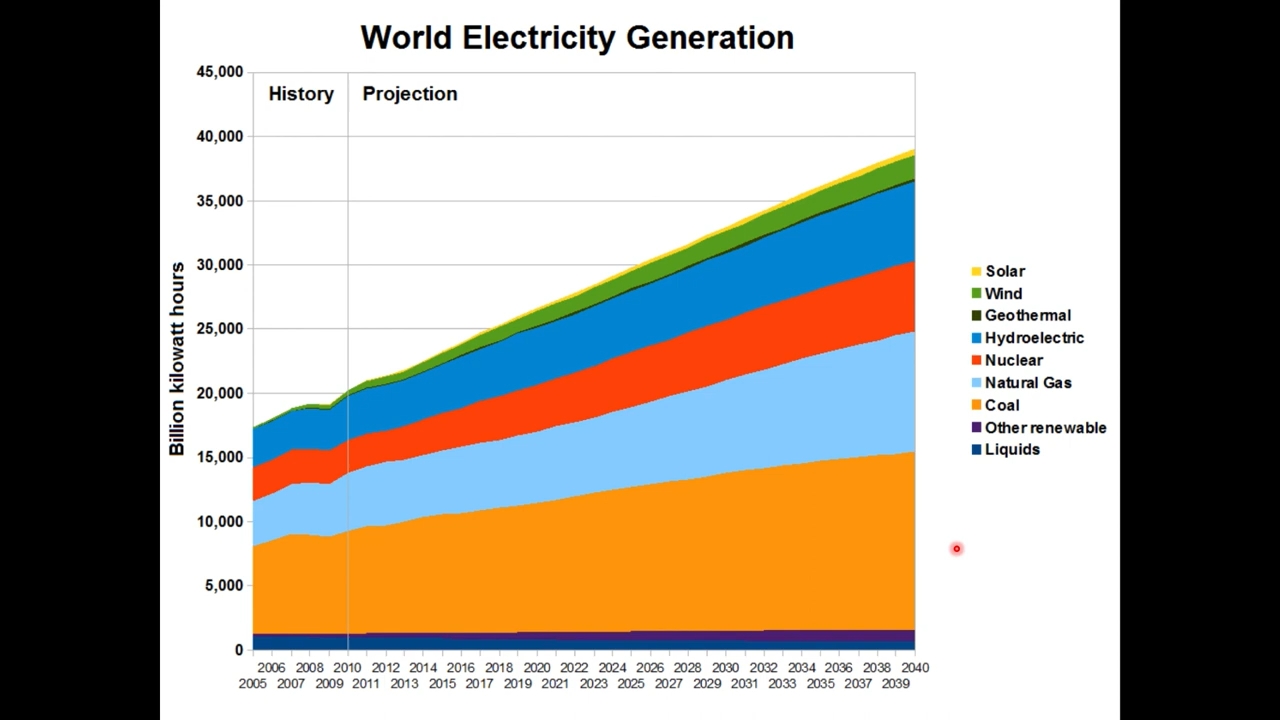 World Electricity Generation
45,000
40,000
35,000
30,000
25,000
20,000
15,000
10,000
5,000
0
Billion kilowatt hours
History
Projection
2006 2008 2010 2012 2014 2016 2018 2020 2022 2024 2026 2028 2030 2032 2034 2036 2038 2040
2005 2007 2009 2011 2013 2015 2017 2019 2021 2023 2025 2027 2029 2031 2033 2035 2037 2039
Solar
Wind
Geothermal
Hydroelectric
Nuclear
Natural Gas
Coal
Other renewable
Liquids